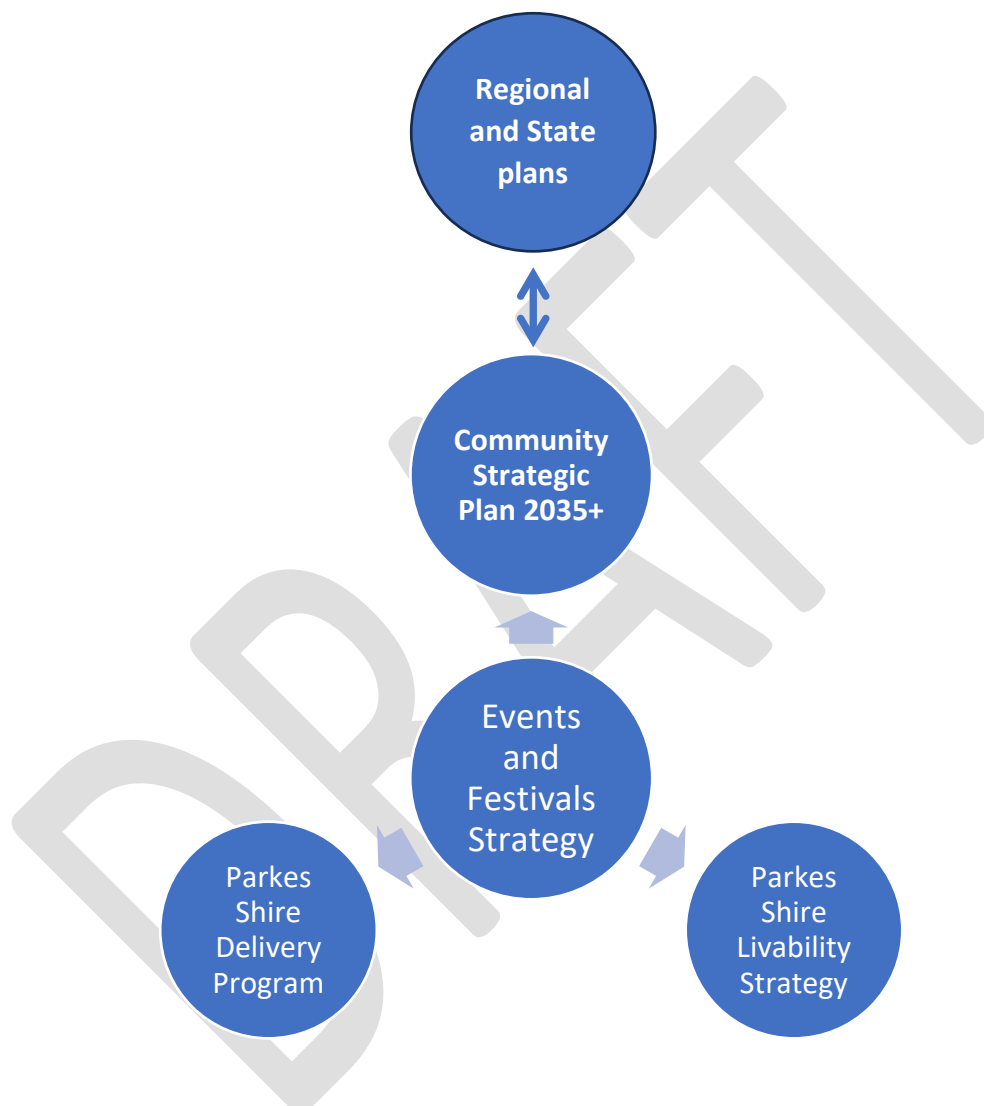 Regional
and State
plans
Community
Strategic
Plan 2035+
Events
and
Festivals
Strategy
Parkes
Shire
Delivery
Program
Parkes
Shire
Livability
Strategy
DRAFT